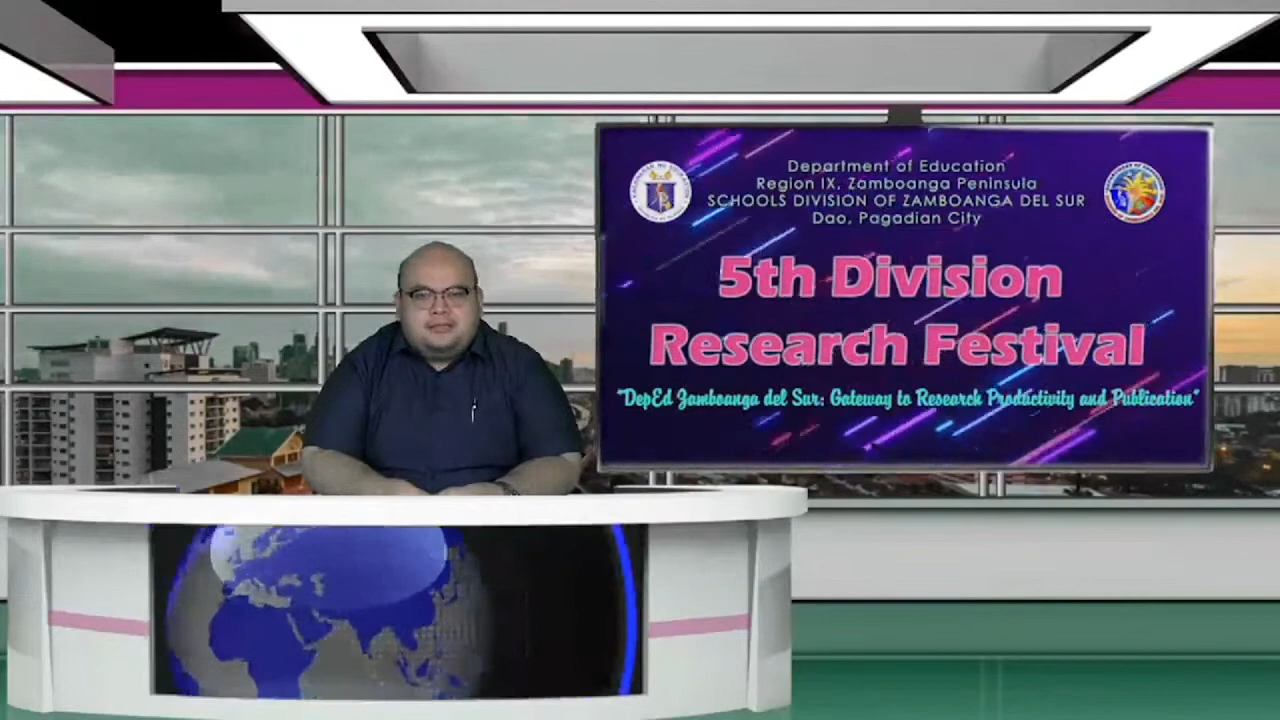 Department of Education
Region IX, Zamboanga Peninsula
SCHOOLS DIVISION OF ZAMBOANGA DEL SUR
Dao, Pagadian City
5th Division
Research Festival
"DepEd Zamboanga del Sur: Gateway to Research Productivity and Publication"